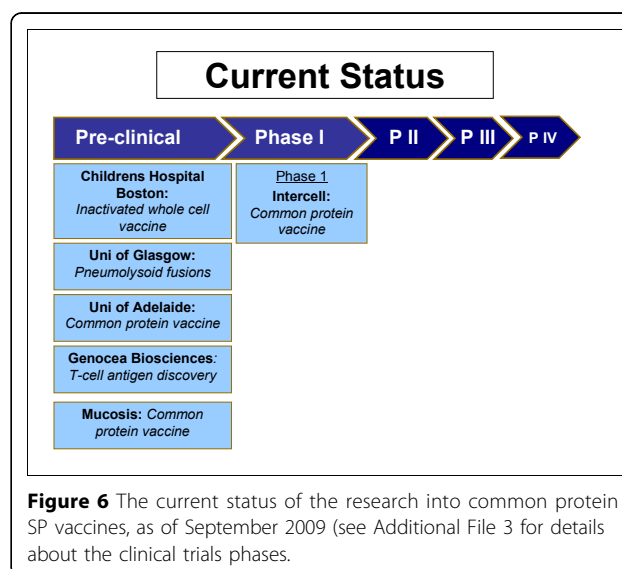 Current Status
Pre-clinical
Phase I
P II
P III
P IV
Childrens Hospital
Boston:
Inactivated whole cell
vaccine
Phase 1
Intercell:
Common protein
vaccine
Uni of Glasgow:
Pneumolysoid fusions
Uni of Adelaide:
Common protein vaccine
Genocea Biosciences:
T-cell antigen discovery
Mucosis: Common
protein vaccine
Figure 6 The current status of the research into common protein
SP vaccines, as of September 2009 (see Additional File 3 for details
about the clinical trials phases.